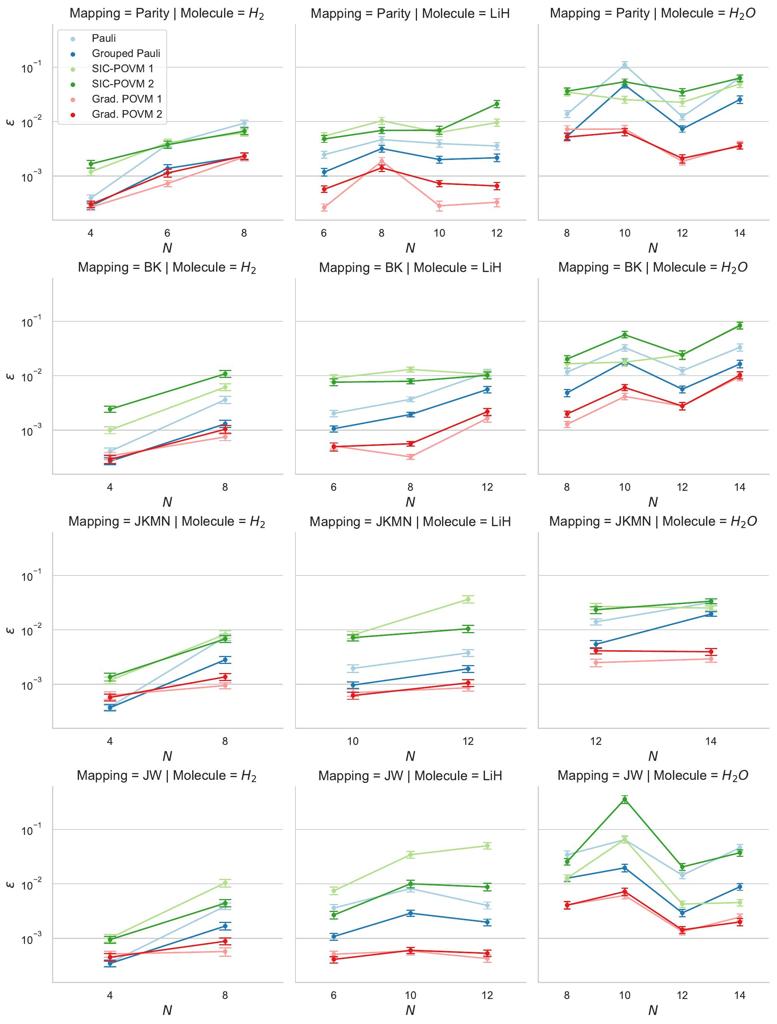 Mapping = Parity | Molecule = H₂
Mapping = Parity | Molecule = LiH
Mapping = Parity | Molecule = H₂O
Pauli
Grouped Pauli
SIC-POVM 1
SIC-POVM 2
Grad. POVM 1
Grad. POVM 2
10⁻¹
10⁻²
10⁻³
ε
4 6 8
6 8 10 12
8 10 12 14
N N N
Mapping = BK | Molecule = H₂
Mapping = BK | Molecule = LiH
Mapping = BK | Molecule = H₂O
10⁻¹
10⁻²
10⁻³
ε
4 8
6 8 12
8 10 12 14
N N N
Mapping = JKMN | Molecule = H₂
Mapping = JKMN | Molecule = LiH
Mapping = JKMN | Molecule = H₂O
10⁻¹
10⁻²
10⁻³
ε
4 8
10 12
12 14
N N N
Mapping = JW | Molecule = H₂
Mapping = JW | Molecule = LiH
Mapping = JW | Molecule = H₂O
10⁻¹
10⁻²
10⁻³
ε
4 8
6 10 12
8 10 12 14
N N N